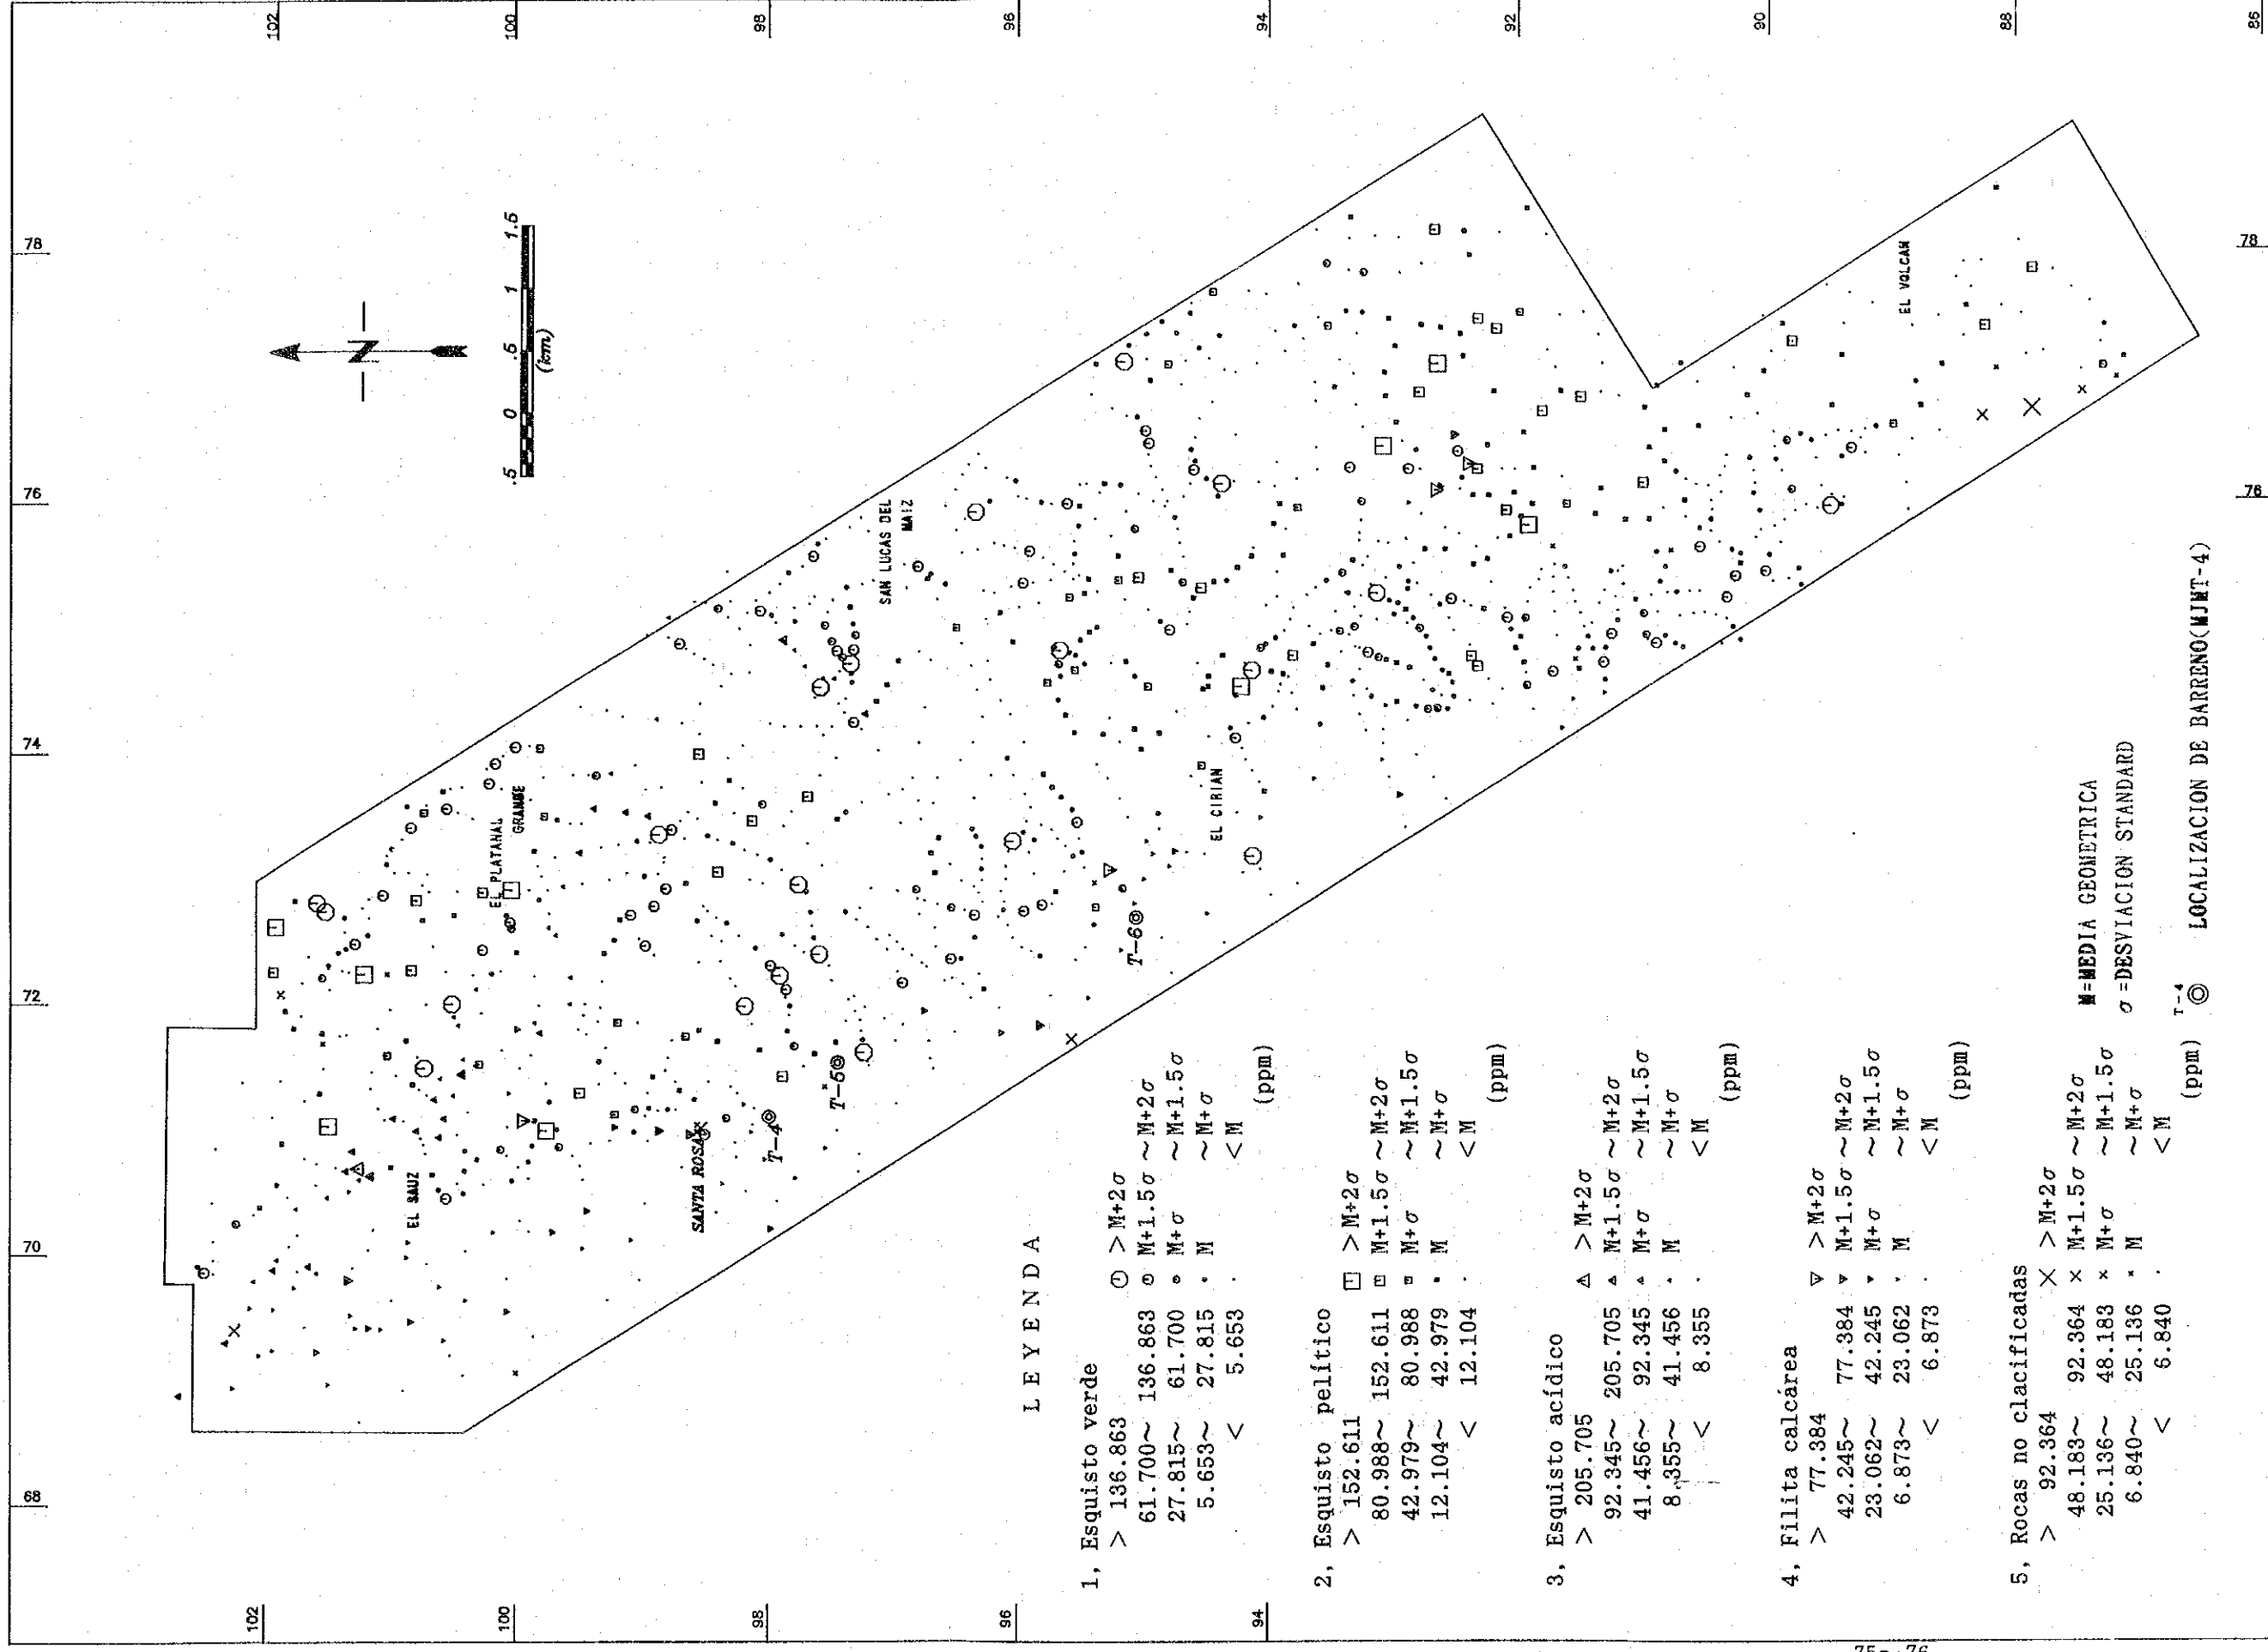 102
100
98
96
94
92
90
88
86
78
76
74
72
70
68
78
76
102
100
98
96
94
N
.5 0 .5 1 1.5
(km)
EL PLATANAL
GRANDE
SAN LUCAS DEL
MAIZ
EL SAUZ
SANTA ROSA
EL CIRIAN
EL VOLCAN
T-4
T-5
T-6
LEYENDA
1, Esquisto verde
> 136.863 > M+2σ
61.700~ 136.863 M+1.5σ ~M+2σ
27.815~ 61.700 M+σ ~M+1.5σ
5.653~ 27.815 M ~M+σ
< 5.653 <M
(ppm)
2, Esquisto pelítico
> 152.611 > M+2σ
80.988~ 152.611 M+1.5σ ~M+2σ
42.979~ 80.988 M+σ ~M+1.5σ
12.104~ 42.979 M ~M+σ
< 12.104 <M
(ppm)
3, Esquisto acídico
> 205.705 > M+2σ
92.345~ 205.705 M+1.5σ ~M+2σ
41.456~ 92.345 M+σ ~M+1.5σ
8.355~ 41.456 M ~M+σ
< 8.355 <M
(ppm)
4, Fillita calcárea
> 77.384 > M+2σ
42.245~ 77.384 M+1.5σ ~M+2σ
23.062~ 42.245 M+σ ~M+1.5σ
6.873~ 23.062 M ~M+σ
< 6.873 <M
(ppm)
5, Rocas no clacificadas
> 92.364 > M+2σ
48.183~ 92.364 M+1.5σ ~M+2σ
25.136~ 48.183 M+σ ~M+1.5σ
6.840~ 25.136 M ~M+σ
< 6.840 <M
(ppm)
M=MEDIA GEOMETRICA
σ=DESVIACION STANDARD
T-4 LOCALIZACION DE BARRENO(MJMT-4)